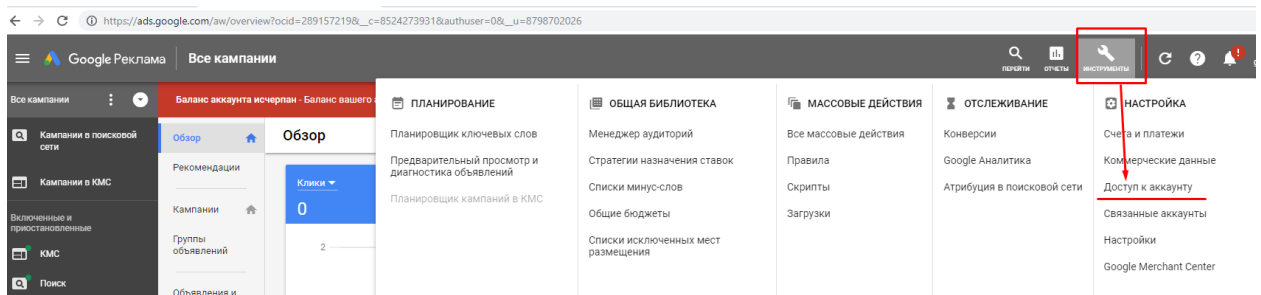 https://ads.google.com/aw/overview?ocid=289157219&__c=8524273931&authuser=0&__u=8798702026
Google Реклама
Все кампании
ПЕРЕЙТИ
ОТЧЕТЫ
ИНСТРУМЕНТЫ
Все кампании
Баланс аккаунта исчерпан - Баланс вашего
Кампании в поисковой
сети
Кампании в КМС
Включенные и
приостановленные
КМС
Поиск
Обзор
Рекомендации
Кампании
Группы
объявлений
Объявления и
Обзор
Клики
0
2
ПЛАНИРОВАНИЕ
Планировщик ключевых слов
Предварительный просмотр и
диагностика объявлений
Планировщик кампаний в КМС
ОБЩАЯ БИБЛИОТЕКА
Менеджер аудиторий
Стратегии назначения ставок
Списки минус-слов
Общие бюджеты
Списки исключенных мест
размещения
МАССОВЫЕ ДЕЙСТВИЯ
Все массовые действия
Правила
Скрипты
Загрузки
ОТСЛЕЖИВАНИЕ
Конверсии
Google Аналитика
Атрибуция в поисковой сети
НАСТРОЙКА
Счета и платежи
Коммерческие данные
Доступ к аккаунту
Связанные аккаунты
Настройки
Google Merchant Center